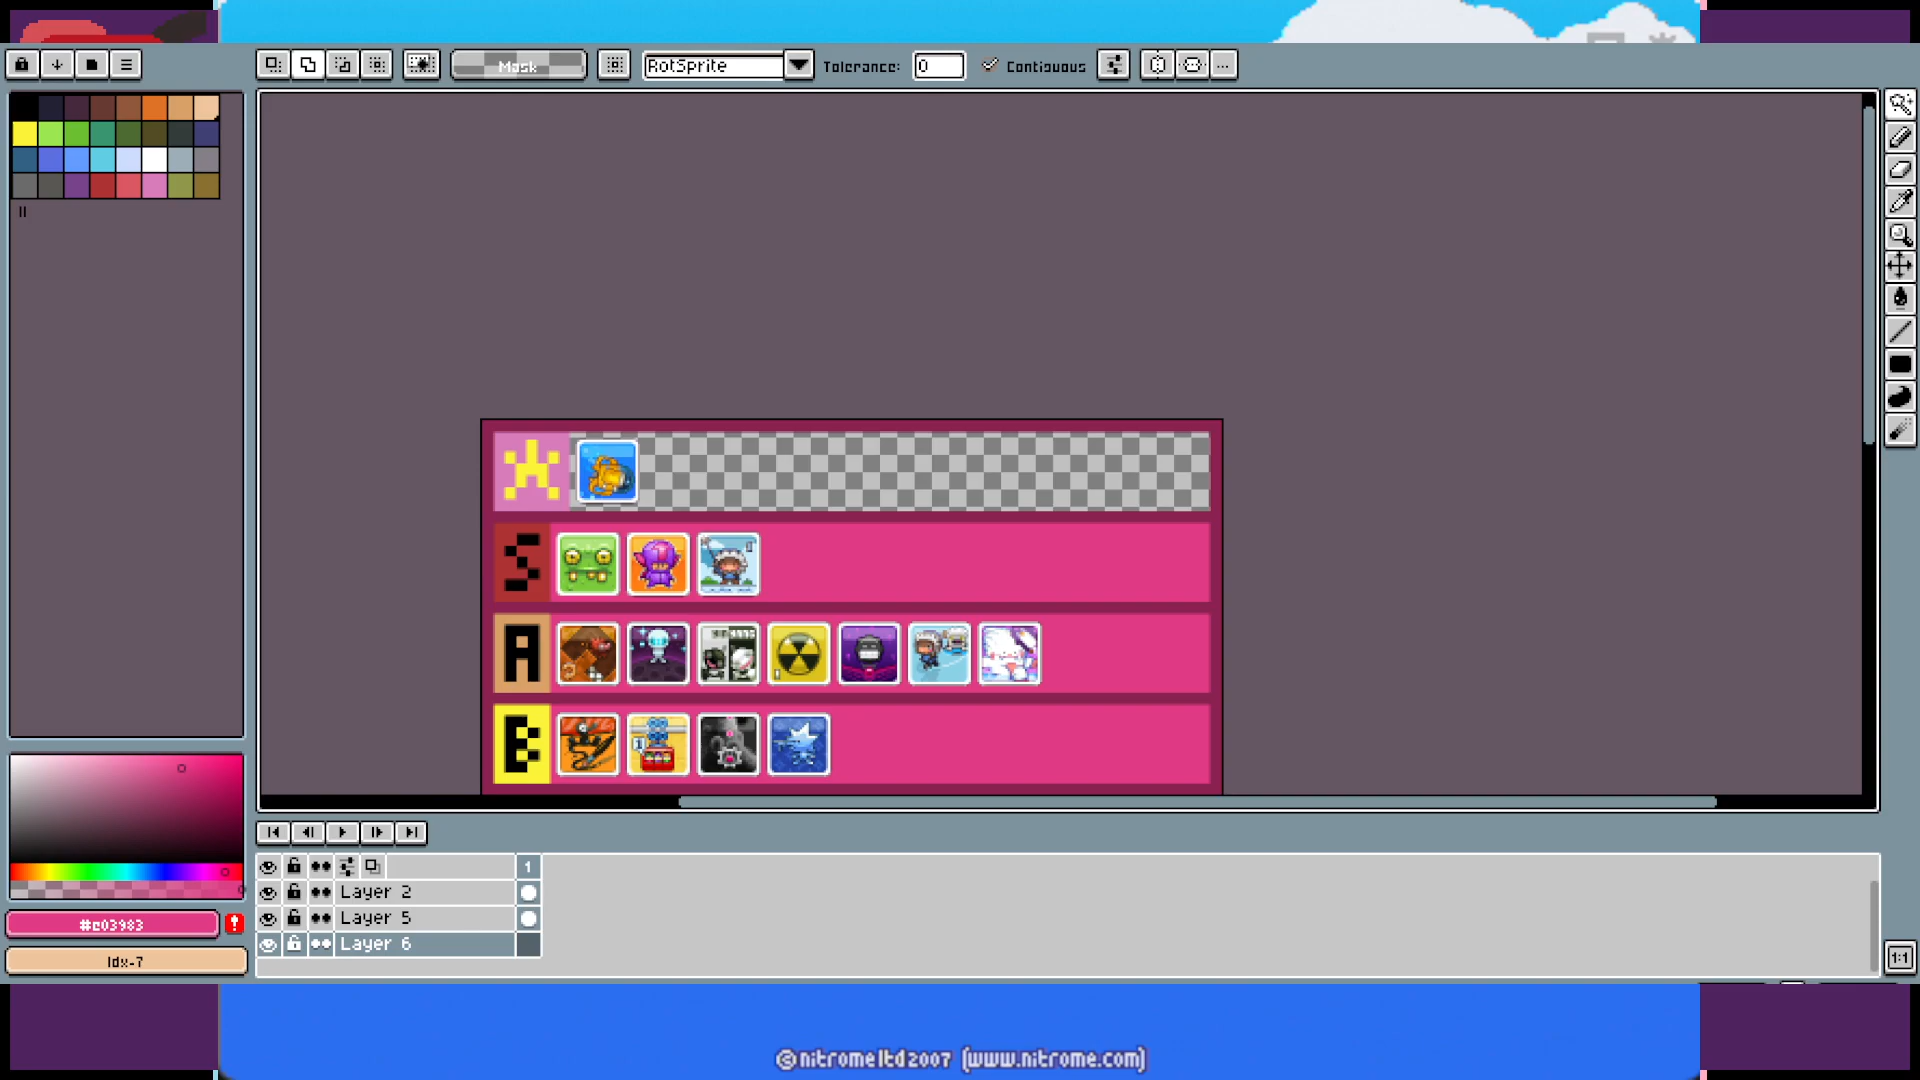 Mask
RotSprite
Tolerance:
0
Contiguous
...
S
A
B
1
Layer 2
Layer 5
Layer 6
#e03983
!
Idx-7
1:1
©nitromeltd2007 (www.nitrome.com)